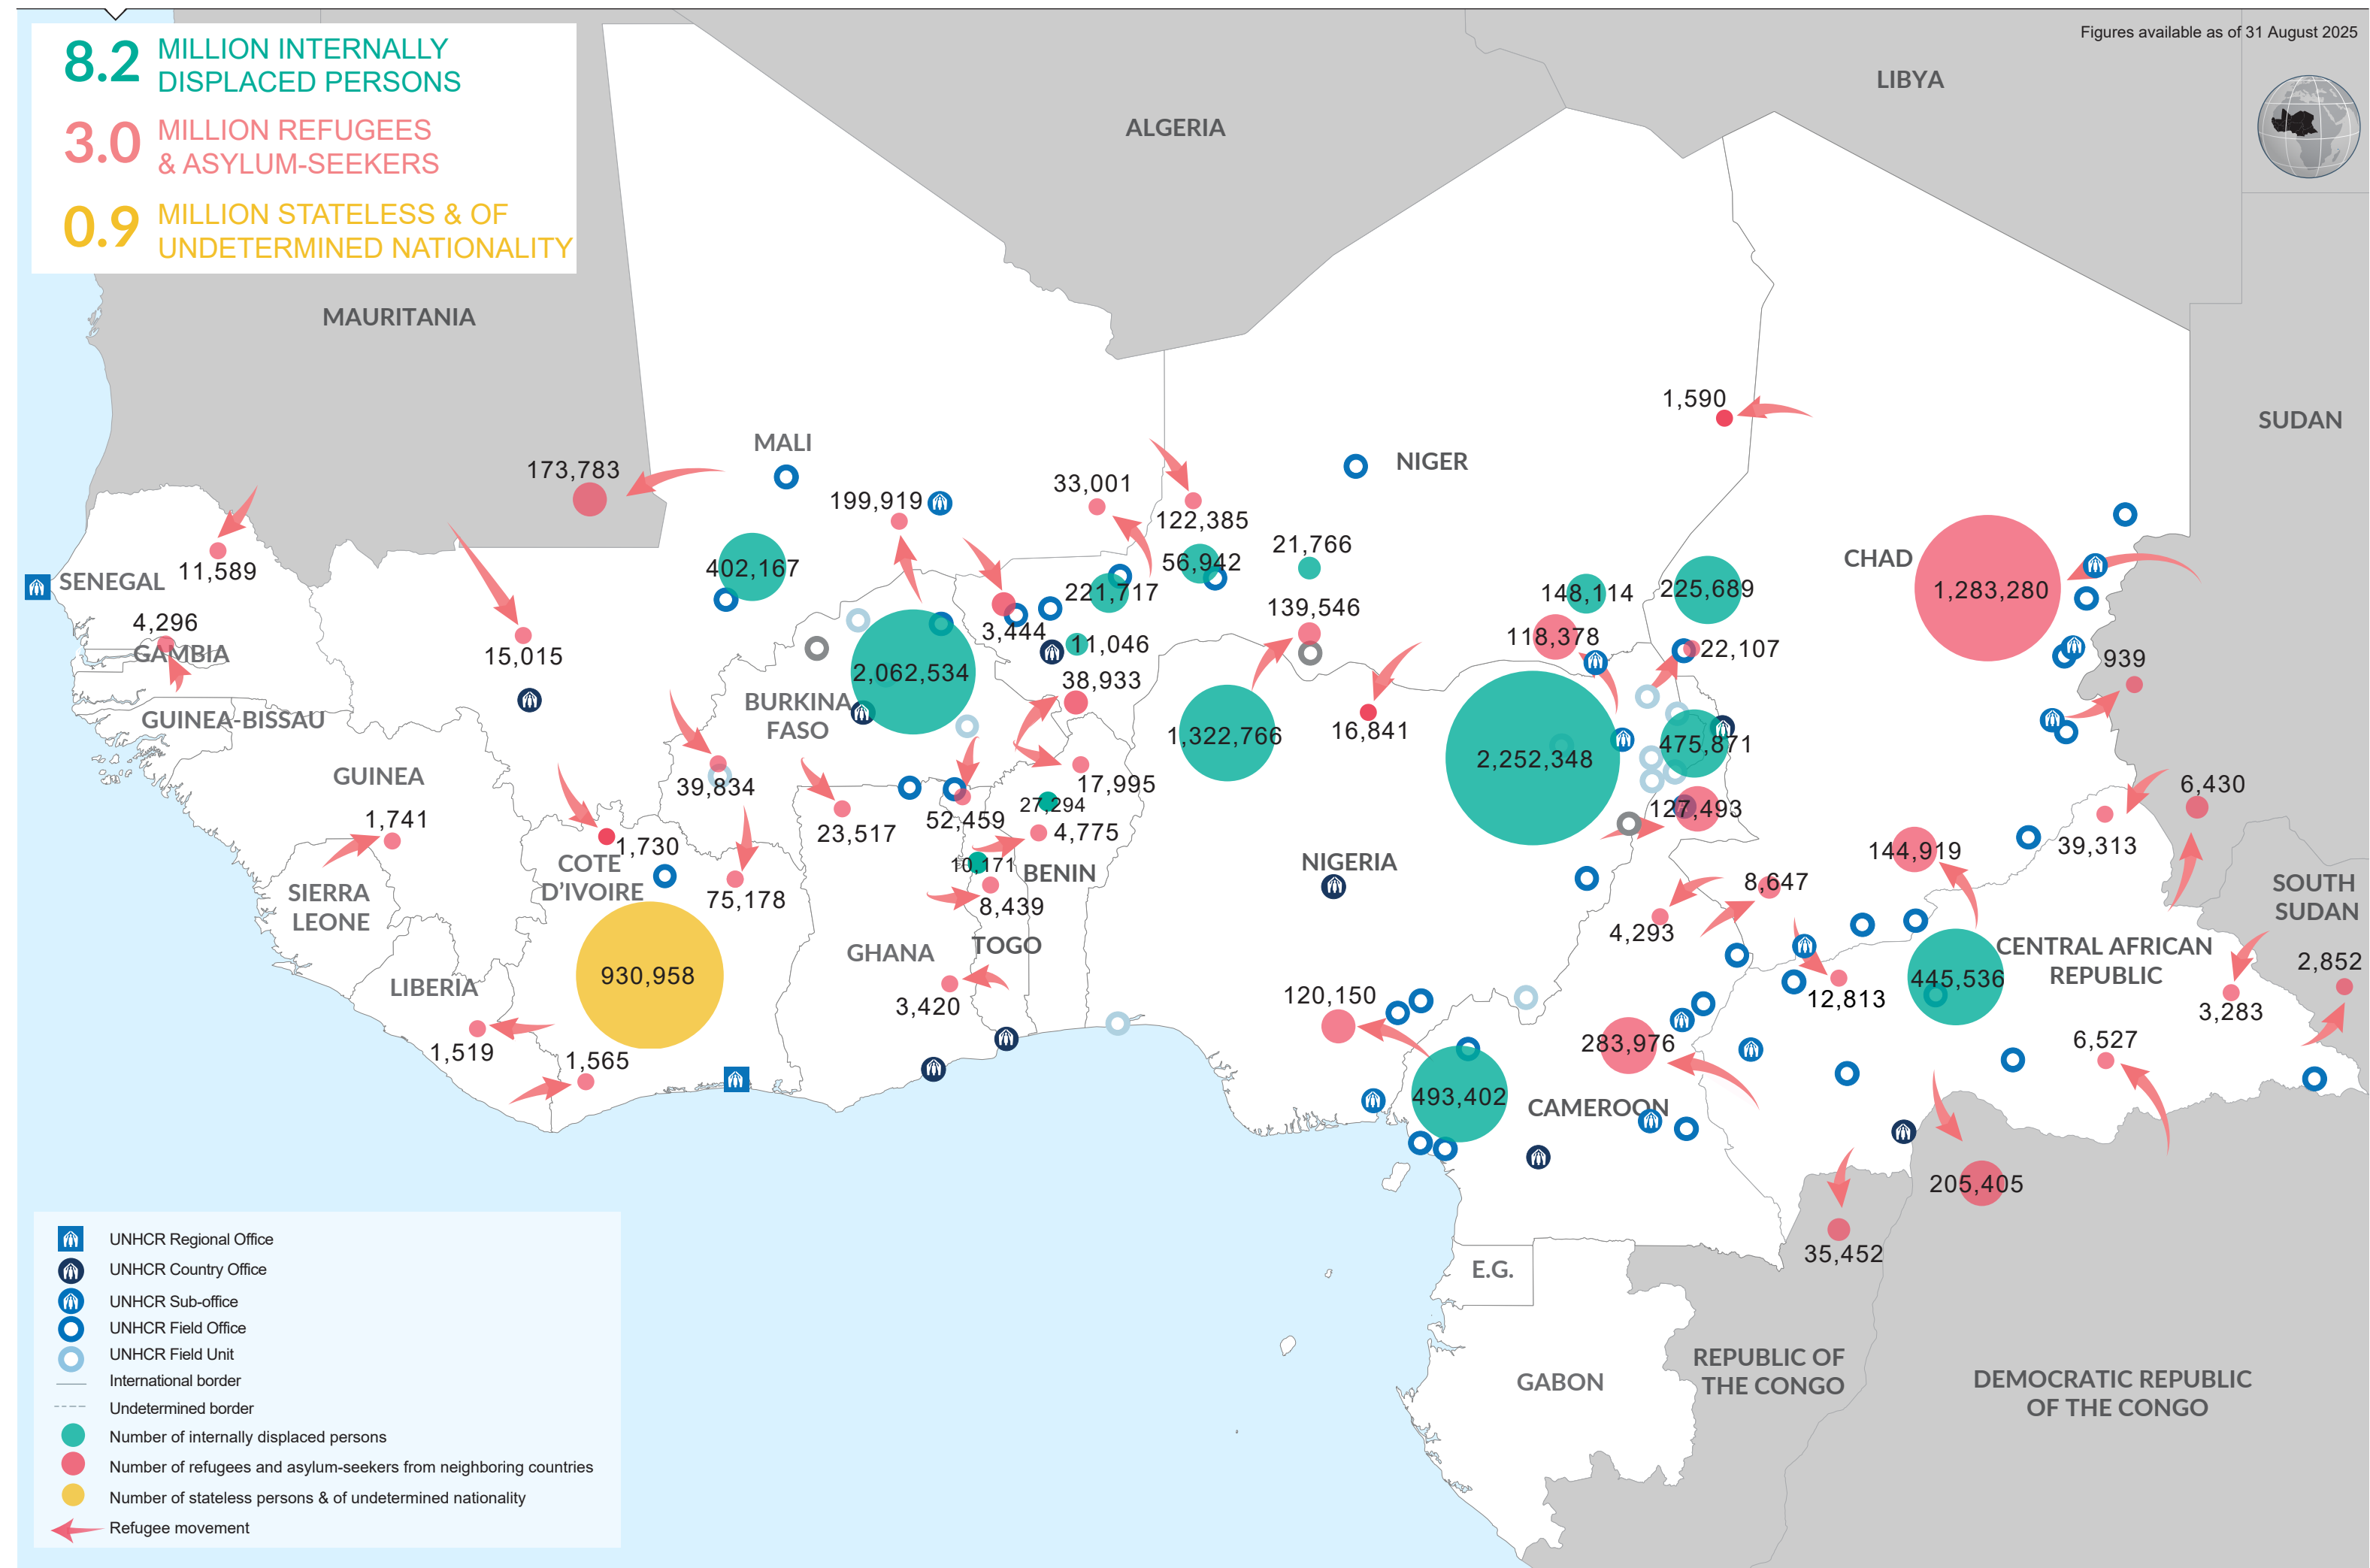 Figures available as of 31 August 2025
8.2
MILLION INTERNALLY
DISPLACED PERSONS
3.0
MILLION REFUGEES
& ASYLUM-SEEKERS
0.9
MILLION STATELESS & OF
UNDETERMINED NATIONALITY
LIBYA
ALGERIA
MAURITANIA
1,590
SUDAN
MALI
NIGER
173,783
33,001
199,919
122,385
21,766
56,942
402,167
CHAD
SENEGAL
11,589
221,717
148,114
225,689
1,283,280
139,546
4,296
3,444
118,378
GAMBIA
15,015
11,046
22,107
939
2,062,534
38,933
BURKINA
FASO
GUINEA-BISSAU
1,322,766
16,841
2,252,348
475,871
GUINEA
39,834
17,995
6,430
27,294
127,493
1,741
52,459
23,517
4,775
1,730
39,313
144,919
COTE
D'IVOIRE
10,171
BENIN
NIGERIA
SIERRA
LEONE
75,178
8,439
8,647
SOUTH
SUDAN
4,293
GHANA
TOGO
CENTRAL AFRICAN
REPUBLIC
930,958
445,536
2,852
LIBERIA
3,420
120,150
12,813
3,283
1,519
1,565
283,976
6,527
493,402
CAMEROON
205,405
35,452
E.G.
GABON
REPUBLIC OF
THE CONGO
DEMOCRATIC REPUBLIC
OF THE CONGO
UNHCR Regional Office
UNHCR Country Office
UNHCR Sub-office
UNHCR Field Office
UNHCR Field Unit
International border
Undetermined border
Number of internally displaced persons
Number of refugees and asylum-seekers from neighboring countries
Number of stateless persons & of undetermined nationality
Refugee movement